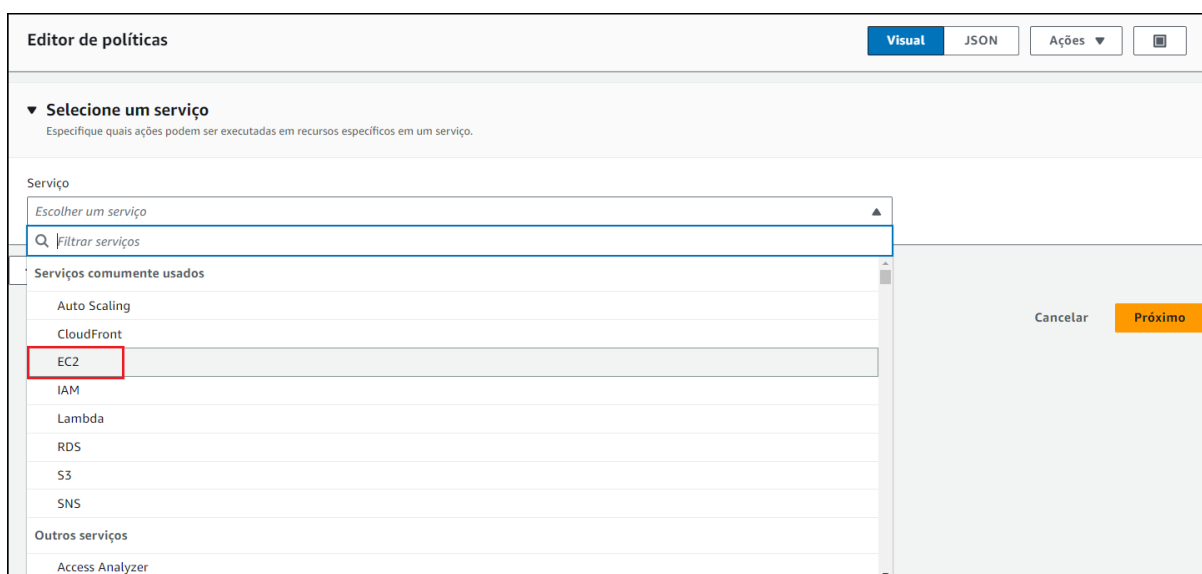 Editor de políticas
Visual
JSON
Ações
Selecione um serviço
Especifique quais ações podem ser executadas em recursos específicos em um serviço.
Serviço
Escolher um serviço
Filtrar serviços
Serviços comumente usados
Auto Scaling
CloudFront
EC2
IAM
Lambda
RDS
S3
SNS
Outros serviços
Access Analyzer
Cancelar
Próximo